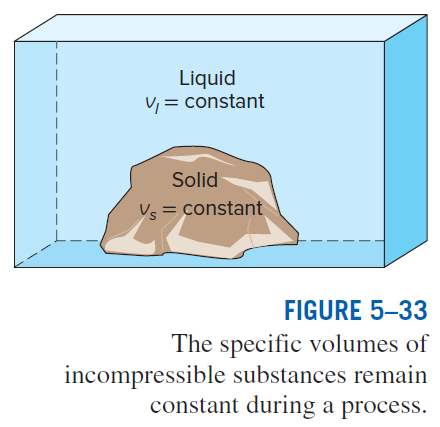 Liquid
v_l = constant
Solid
v_s = constant
FIGURE 5–33
The specific volumes of
incompressible substances remain
constant during a process.